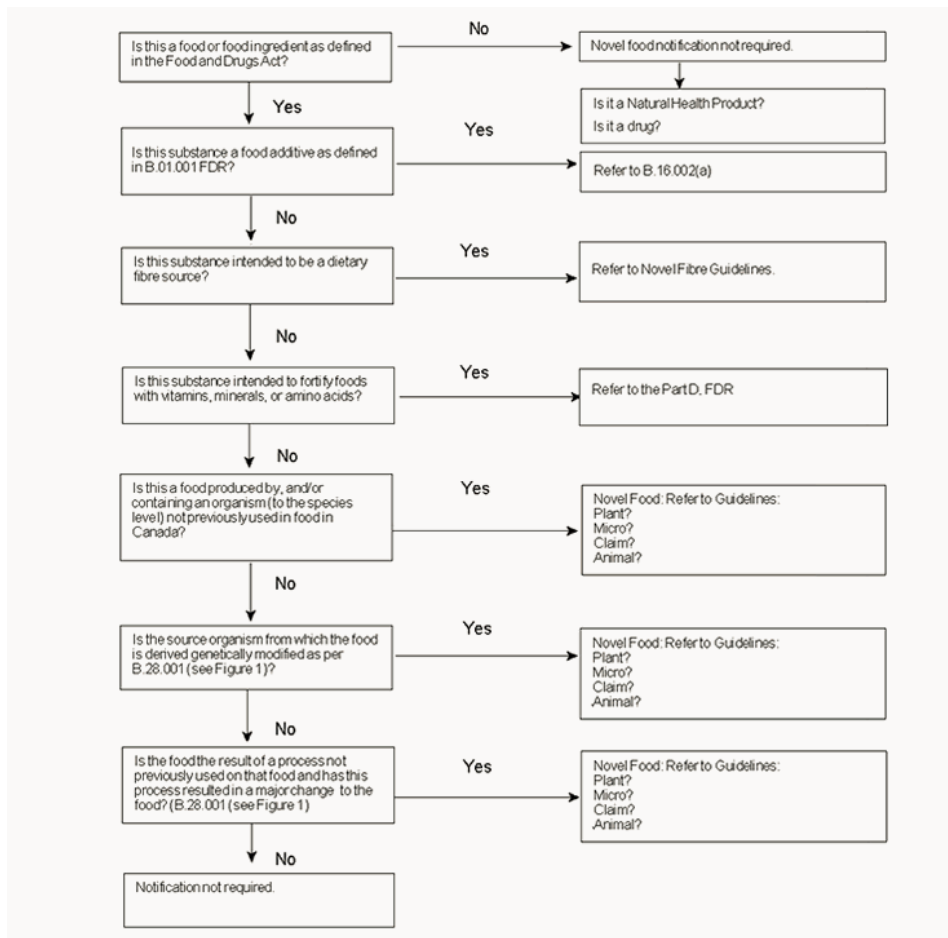 Is this a food or food ingredient as defined
in the Food and Drugs Act?
No
Novel food notification not required.
Yes
Is it a Natural Health Product?
Is it a drug?
Is this substance a food additive as defined
in B.01.001 FDR?
Yes
Refer to B.16.002(a)
No
Is this substance intended to be a dietary
fibre source?
Yes
Refer to Novel Fibre Guidelines.
No
Is this substance intended to fortify foods
with vitamins, minerals, or amino acids?
Yes
Refer to the Part D, FDR
No
Is this a food produced by, and/or
containing an organism (to the species
level) not previously used in food in
Canada?
Yes
Novel Food: Refer to Guidelines:
Plant?
Micro?
Claim?
Animal?
No
Is the source organism from which the food
is derived genetically modified as per
B.28.001 (see Figure 1)?
Yes
Novel Food: Refer to Guidelines:
Plant?
Micro?
Claim?
Animal?
No
Is the food the result of a process not
previously used on that food and has this
process resulted in a major change to the
food? (B.28.001 (see Figure 1)
Yes
Novel Food: Refer to Guidelines:
Plant?
Micro?
Claim?
Animal?
No
Notification not required.